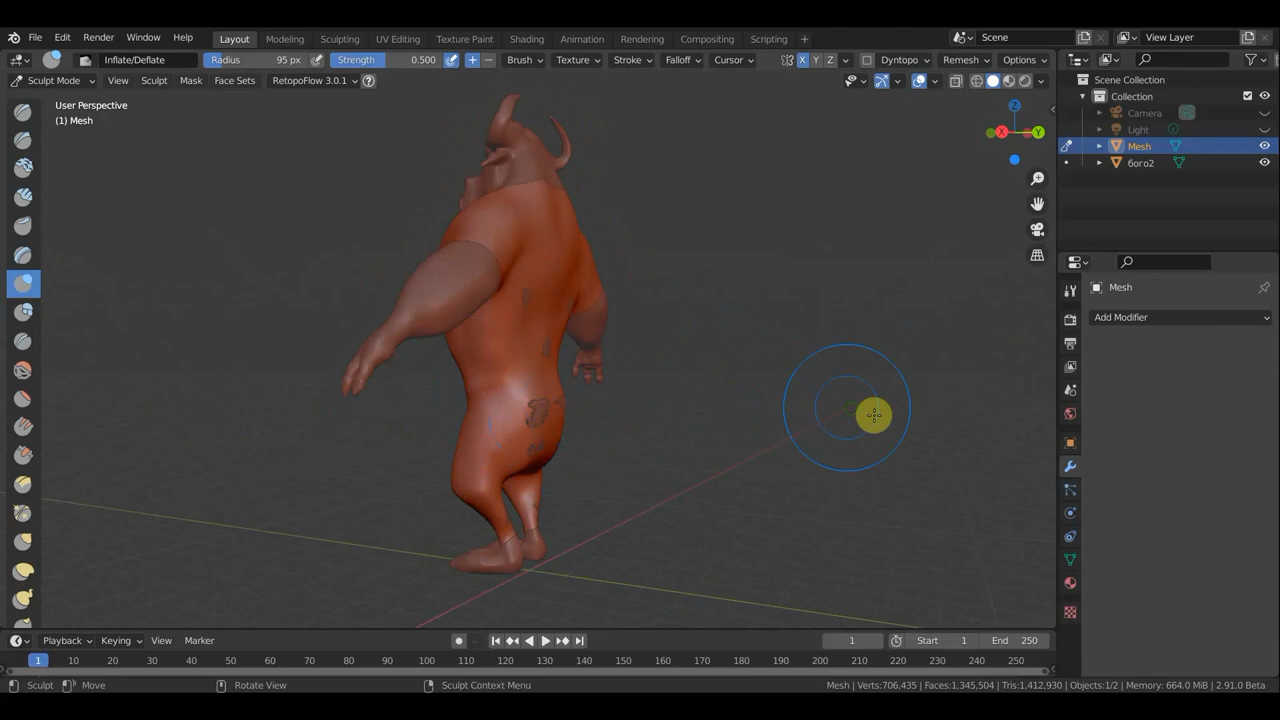 File Edit Render Window Help Layout Modeling Sculpting UV Editing Texture Paint Shading Animation Rendering Compositing Scripting + Scene View Layer
Inflate/Deflate Radius 95 px Strength 0.500 Brush Texture Stroke Falloff Cursor X Y Z Dyntopo Remesh Options
Sculpt Mode View Sculpt Mask Face Sets RetopoFlow 3.0.1
Scene Collection
Collection
Camera
Light
Mesh
бого2
User Perspective
(1) Mesh
Z
X
Y
Mesh
Add Modifier
Playback Keying View Marker 1 Start 1 End 250
1 10 20 30 40 50 60 70 80 90 100 110 120 130 140 150 160 170 180 190 200 210 220 230 240 250
Sculpt Move Rotate View Sculpt Context Menu Mesh | Verts:706,435 | Faces:1,345,504 | Tris:1,412,930 | Objects:1/2 | Memory: 664.0 MiB | 2.91.0 Beta